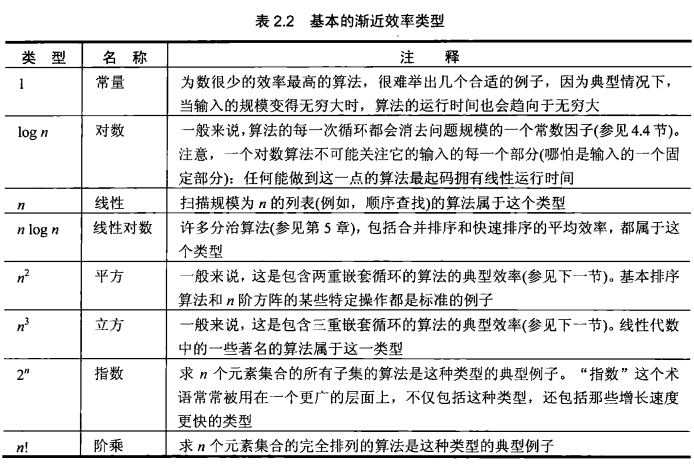 表 2.2 基本的渐近效率类型
类 型 名 称 注 释
1 常量 为数很少的效率最高的算法，很难举出几个合适的例子，因为典型情况下，
当输入的规模变得无穷大时，算法的运行时间也会趋向于无穷大
log n 对数 一般来说，算法的每一次循环都会消去问题规模的一个常数因子(参见 4.4 节)。
注意，一个对数算法不可能关注它的输入的每一个部分(哪怕是输入的一个固
定部分)：任何能做到这一点的算法最起码拥有线性运行时间
n 线性 扫描规模为 n 的列表(例如，顺序查找)的算法属于这个类型
n log n 线性对数 许多分治算法(参见第 5 章)，包括合并排序和快速排序的平均效率，都属于这
个类型
n² 平方 一般来说，这是包含两重嵌套循环的算法的典型效率(参见下一节)。基本排序
算法和 n 阶方阵的某些特定操作都是标准的例子
n³ 立方 一般来说，这是包含三重嵌套循环的算法的典型效率(参见下一节)。线性代数
中的一些著名的算法属于这一类型
2ⁿ 指数 求 n 个元素集合的所有子集的算法是这种类型的典型例子。“指数”这个术
语常常被用在一个更广的层面上，不仅包括这种类型，还包括那些增长速度
更快的类型
n! 阶乘 求 n 个元素集合的完全排列的算法是这种类型的典型例子